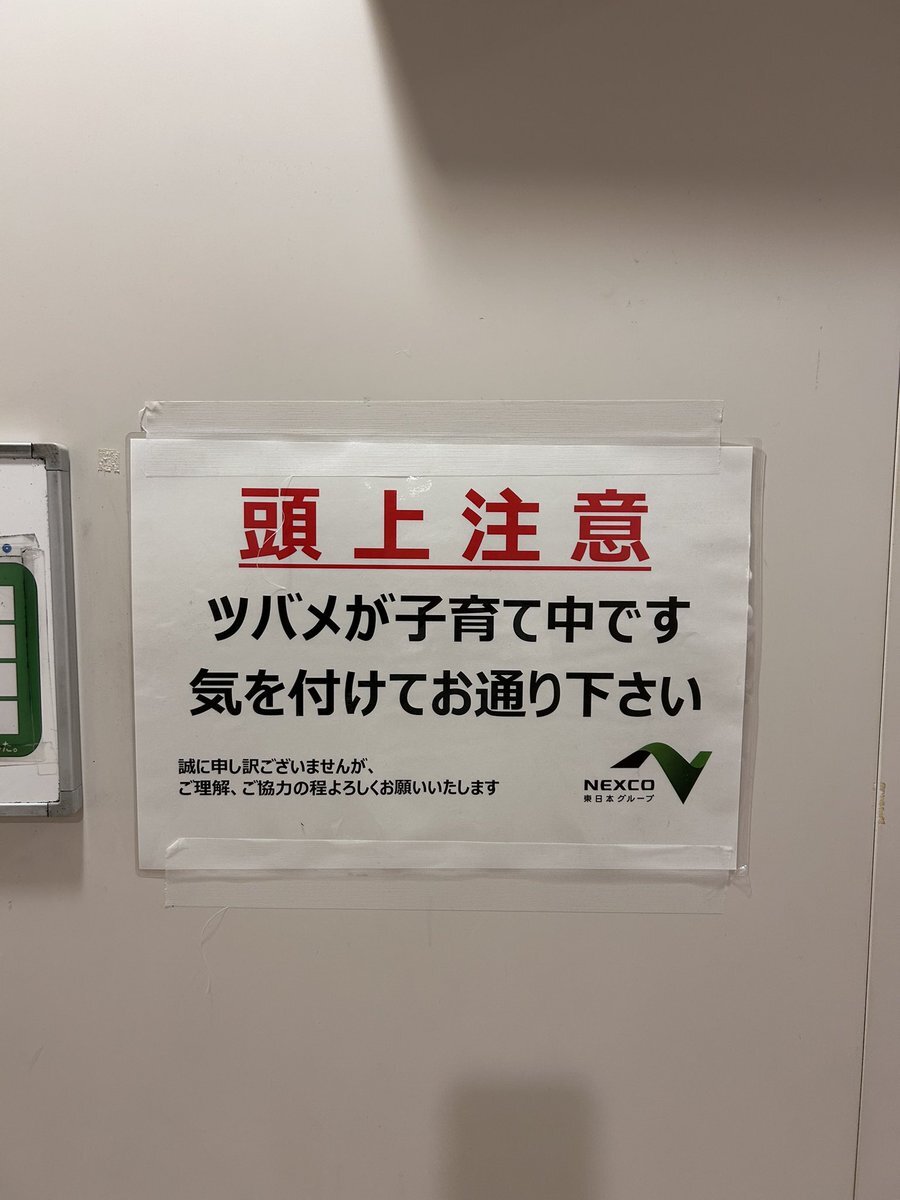 頭上注意
ツバメが子育て中です
気を付けてお通り下さい
誠に申し訳ございませんが、
ご理解、ご協力の程よろしくお願いいたします
NEXCO
東日本グループ
た。